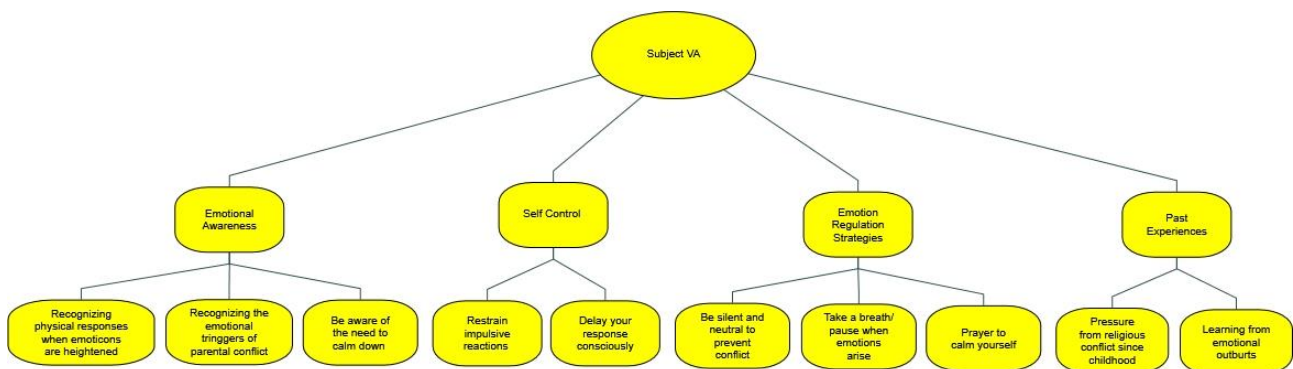 Subject VA
Emotional
Awareness
Self Control
Emotion
Regulation
Strategies
Past
Experiences
Recognizing
physical responses
when emoticons
are heightened
Recognizing the
emotional
tringgers of
parental conflict
Be aware of
the need to
calm down
Restrain
impulsive
reactions
Delay your
response
consciously
Be silent and
neutral to
prevent
conflict
Take a breath/
pause when
emotions
arise
Prayer to
calm yourself
Pressure
from religious
conflict since
childhood
Learning from
emotional
outburts